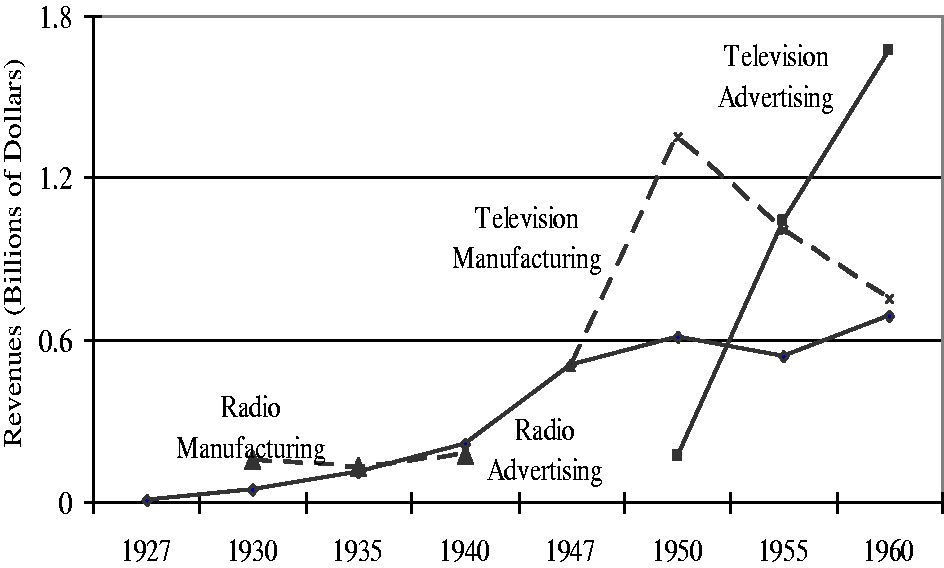 1.8
Television
Advertising
Revenues (Billions of Dollars)
1.2
Television
Manufacturing
0.6
Radio
Manufacturing
Radio
Advertising
0
1927 1930 1935 1940 1947 1950 1955 1960